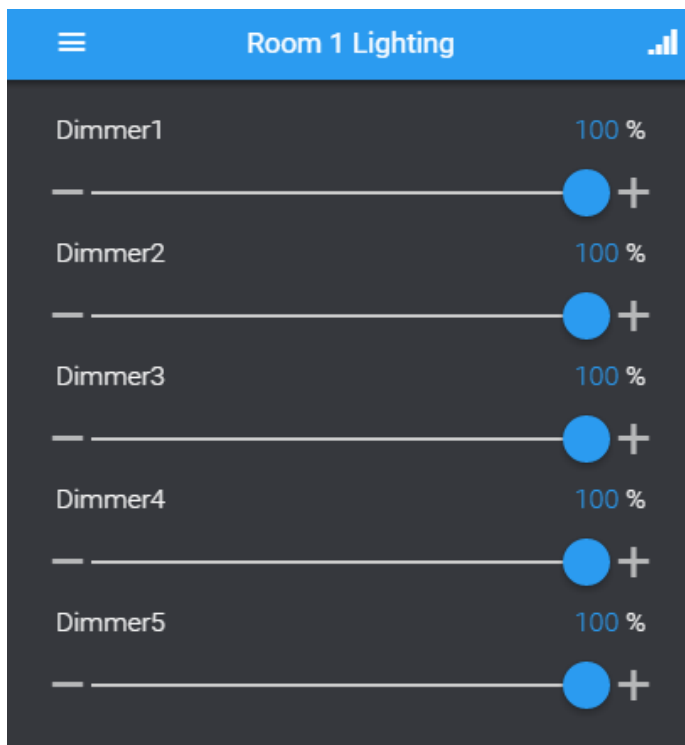 Room 1 Lighting
Dimmer1 100 %
Dimmer2 100 %
Dimmer3 100 %
Dimmer4 100 %
Dimmer5 100 %